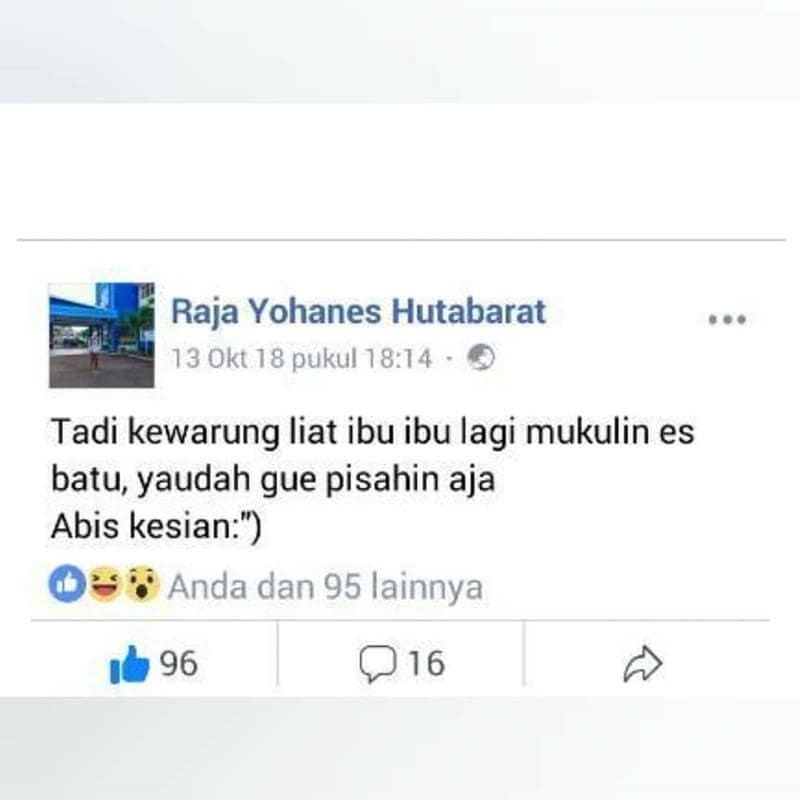 Raja Yohanes Hutabarat
13 Okt 18 pukul 18:14 ·
Tadi kewarung liat ibu ibu lagi mukulin es
batu, yaudah gue pisahin aja
Abis kesian:")
Anda dan 95 lainnya
96 16